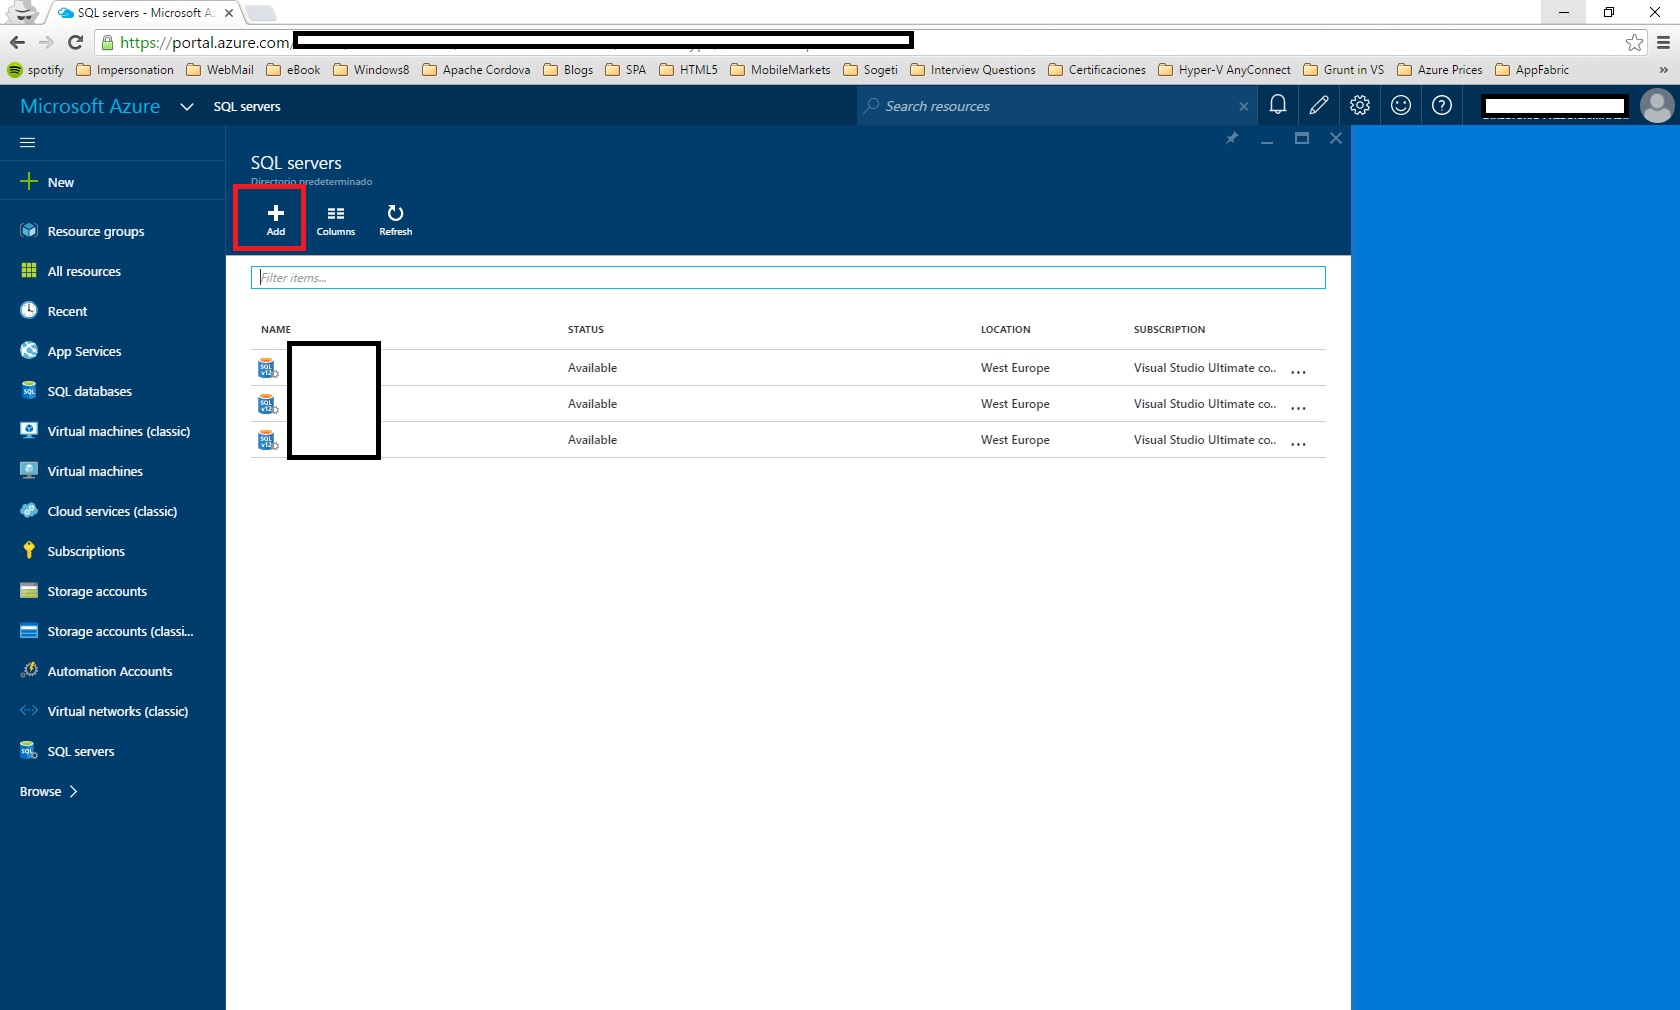 SQL servers - Microsoft Az
https://portal.azure.com/
spotify Impersonation WebMail eBook Windows8 Apache Cordova Blogs SPA HTML5 MobileMarkets Sogeti Interview Questions Certificaciones Hyper-V AnyConnect Grunt in VS Azure Prices AppFabric »
Microsoft Azure SQL servers Search resources
New
Resource groups
All resources
Recent
App Services
SQL databases
Virtual machines (classic)
Virtual machines
Cloud services (classic)
Subscriptions
Storage accounts
Storage accounts (classi...
Automation Accounts
Virtual networks (classic)
SQL servers
Browse
SQL servers
Directorio predeterminado
Add Columns Refresh
Filter items...
NAME STATUS LOCATION SUBSCRIPTION
Available West Europe Visual Studio Ultimate co.. ...
Available West Europe Visual Studio Ultimate co.. ...
Available West Europe Visual Studio Ultimate co.. ...